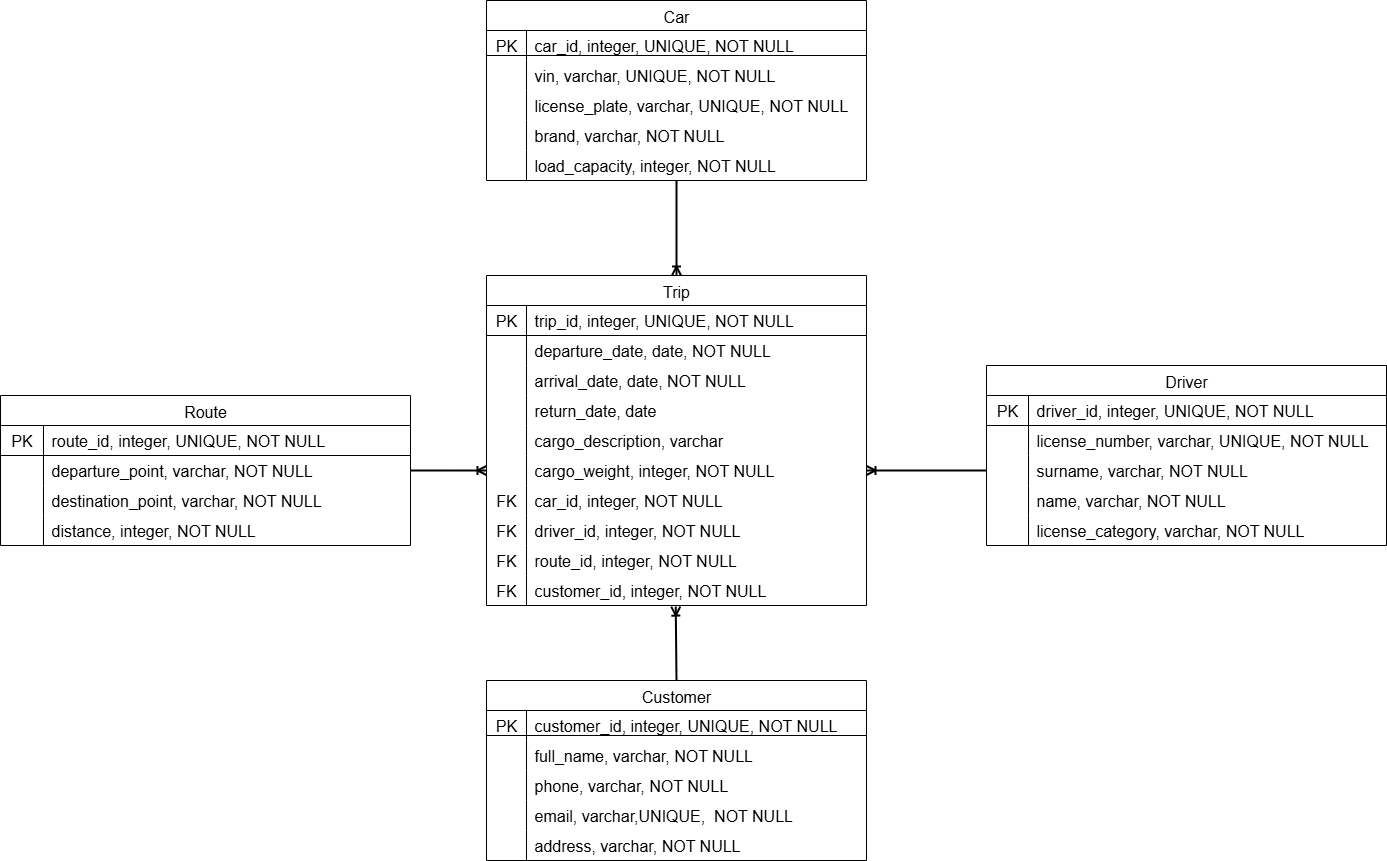 Car
PK car_id, integer, UNIQUE, NOT NULL
vin, varchar, UNIQUE, NOT NULL
license_plate, varchar, UNIQUE, NOT NULL
brand, varchar, NOT NULL
load_capacity, integer, NOT NULL
Trip
PK trip_id, integer, UNIQUE, NOT NULL
departure_date, date, NOT NULL
arrival_date, date, NOT NULL
return_date, date
cargo_description, varchar
cargo_weight, integer, NOT NULL
FK car_id, integer, NOT NULL
FK driver_id, integer, NOT NULL
FK route_id, integer, NOT NULL
FK customer_id, integer, NOT NULL
Route
PK route_id, integer, UNIQUE, NOT NULL
departure_point, varchar, NOT NULL
destination_point, varchar, NOT NULL
distance, integer, NOT NULL
Driver
PK driver_id, integer, UNIQUE, NOT NULL
license_number, varchar, UNIQUE, NOT NULL
surname, varchar, NOT NULL
name, varchar, NOT NULL
license_category, varchar, NOT NULL
Customer
PK customer_id, integer, UNIQUE, NOT NULL
full_name, varchar, NOT NULL
phone, varchar, NOT NULL
email, varchar,UNIQUE,  NOT NULL
address, varchar, NOT NULL